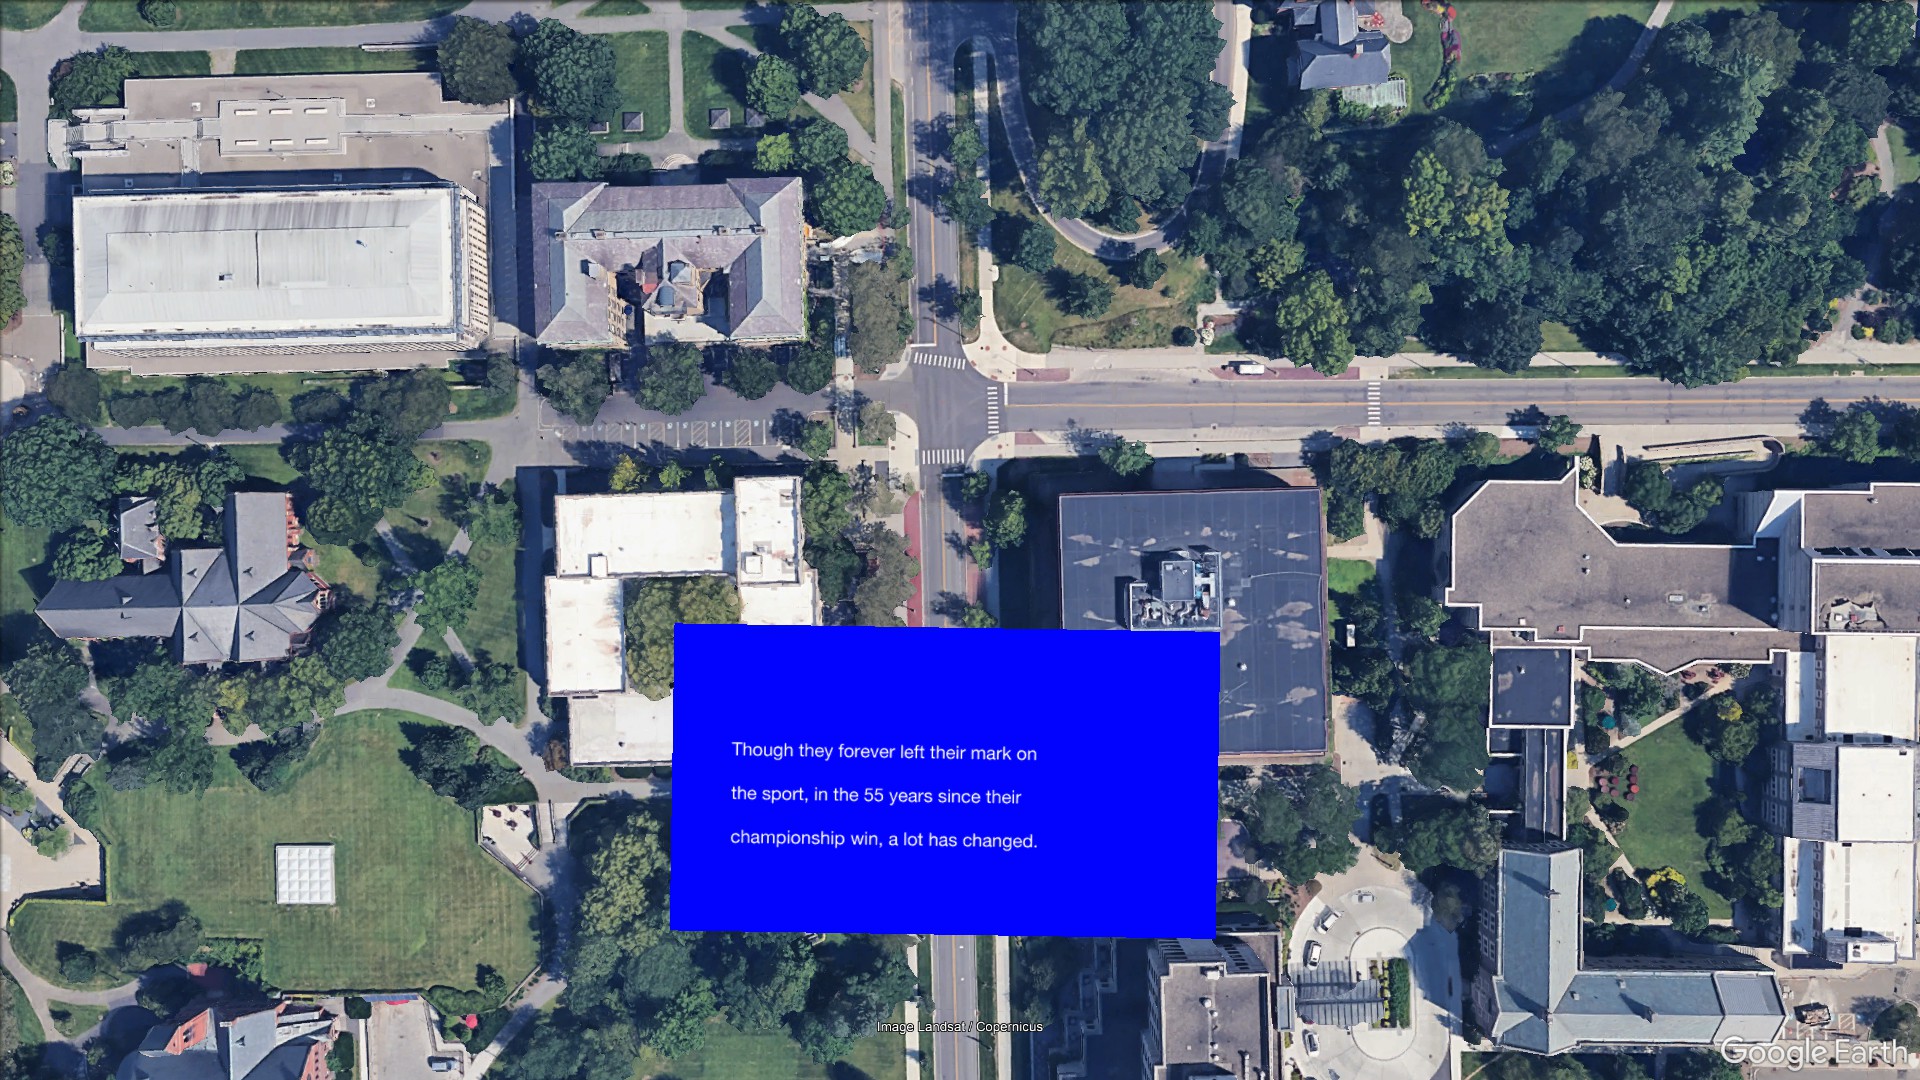 Though they forever left their mark on
the sport, in the 55 years since their
championship win, a lot has changed.
Image Landsat / Copernicus
Google Earth